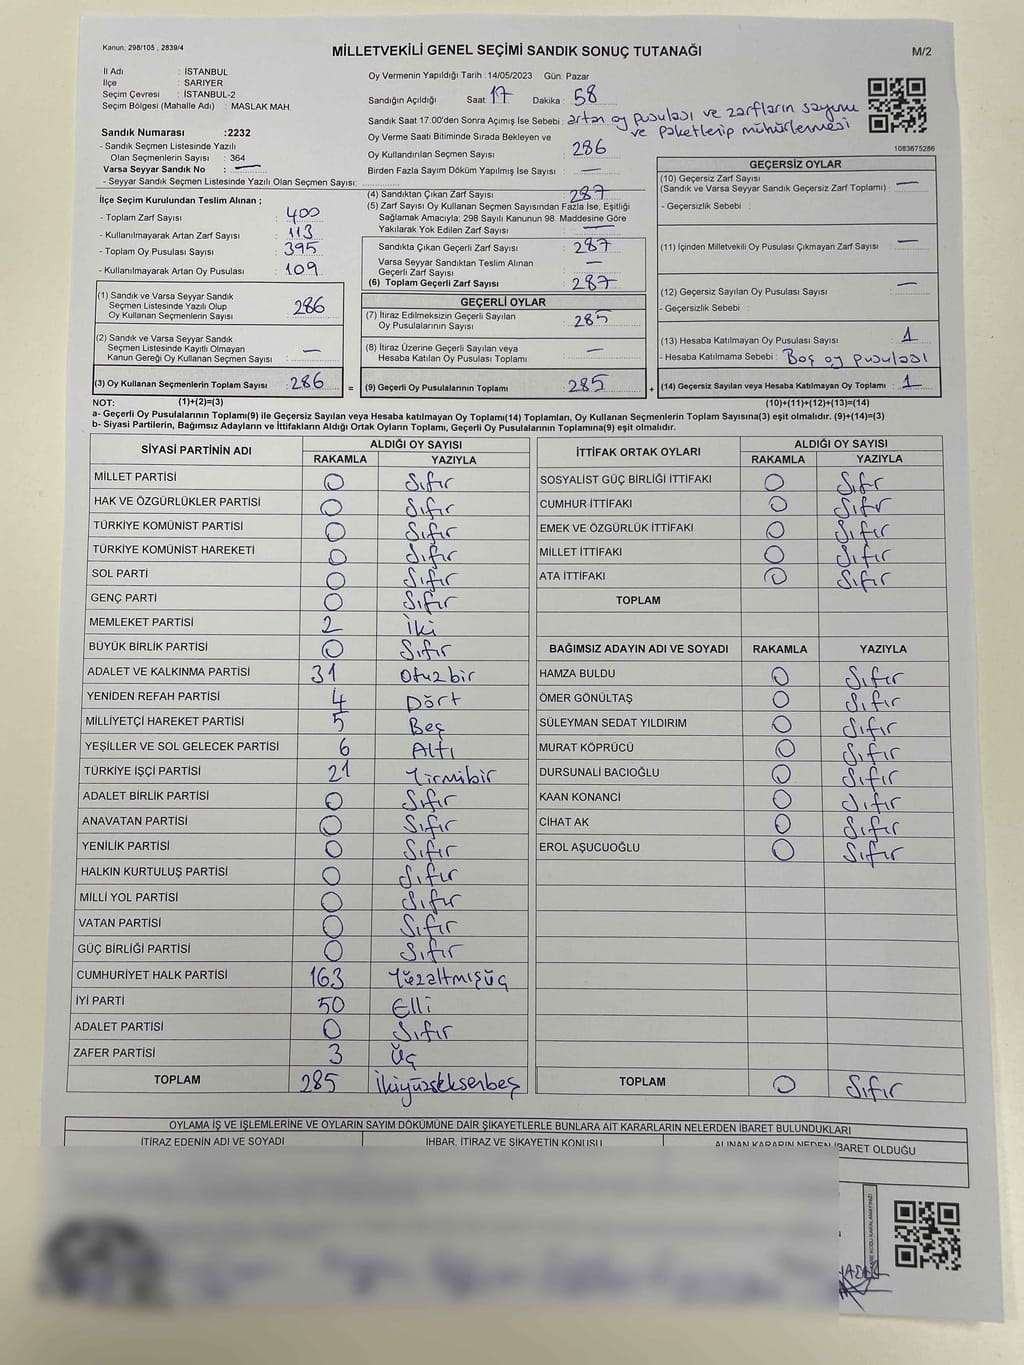 Kanun, 298/105 , 2839/4
MİLLETVEKİLİ GENEL SEÇİMİ SANDIK SONUÇ TUTANAĞI
M/2
İl Adı : İSTANBUL
İlçe : SARIYER
Seçim Çevresi : İSTANBUL-2
Seçim Bölgesi (Mahalle Adı) : MASLAK MAH.
Sandık Numarası :2232
- Sandık Seçmen Listesinde Yazılı
Olan Seçmenlerin Sayısı : 364
Varsa Seyyar Sandık No : —
- Seyyar Sandık Seçmen Listesinde Yazılı Olan Seçmen Sayısı:
Oy Vermenin Yapıldığı Tarih :14/05/2023 Gün: Pazar
Sandığın Açıldığı Saat: 17 Dakika : 58
Sandık Saat 17:00'den Sonra Açımış İse Sebebi : artan oy pusulası ve zarfların sayımı
ve paketlenip mühürlenmesi
Oy Verme Saati Bitiminde Sırada Bekleyen ve
Oy Kullandırılan Seçmen Sayısı : 286
Birden Fazla Sayım Döküm Yapılmış İse Sayısı : —
1083675286
İlçe Seçim Kurulundan Teslim Alınan ;
- Toplam Zarf Sayısı : 400
- Kullanılmayarak Artan Zarf Sayısı : 113
- Toplam Oy Pusulası Sayısı : 395
- Kullanılmayarak Artan Oy Pusulası : 109
(4) Sandıktan Çıkan Zarf Sayısı : 287
(5) Zarf Sayısı Oy Kullanan Seçmen Sayısından Fazla İse, Eşitliği
Sağlamak Amacıyla; 298 Sayılı Kanunun 98. Maddesine Göre
Yakılarak Yok Edilen Zarf Sayısı : —
Sandıkta Çıkan Geçerli Zarf Sayısı : 287
Varsa Seyyar Sandıktan Teslim Alınan
Geçerli Zarf Sayısı : —
(6) Toplam Geçerli Zarf Sayısı : 287
GEÇERSİZ OYLAR
(10) Geçersiz Zarf Sayısı
(Sandık ve Varsa Seyyar Sandık Geçersiz Zarf Toplamı) : —
- Geçersizlik Sebebi :
(11) İçinden Milletvekili Oy Pusulası Çıkmayan Zarf Sayısı : —
(12) Geçersiz Sayılan Oy Pusulası Sayısı : —
- Geçersizlik Sebebi :
(13) Hesaba Katılmayan Oy Pusulası Sayısı : 1
- Hesaba Katılmama Sebebi : Boş oy pusulası
(1) Sandık ve Varsa Seyyar Sandık
Seçmen Listesinde Yazılı Olup
Oy Kullanan Seçmenlerin Sayısı : 286
(2) Sandık ve Varsa Seyyar Sandık
Seçmen Listesinde Kayıtlı Olmayan
Kanun Gereği Oy Kullanan Seçmen Sayısı : —
GEÇERLİ OYLAR
(7) İtiraz Edilmeksizin Geçerli Sayılan
Oy Pusulalarının Sayısı : 285
(8) İtiraz Üzerine Geçerli Sayılan veya
Hesaba Katılan Oy Pusulası Toplamı : —
(3) Oy Kullanan Seçmenlerin Toplam Sayısı : 286 = (9) Geçerli Oy Pusulalarının Toplamı : 285 + (14) Geçersiz Sayılan veya Hesaba Katılmayan Oy Toplamı : 1
NOT: (1)+(2)=(3) (10)+(11)+(12)+(13)=(14)
a- Geçerli Oy Pusulalarının Toplamı(9) ile Geçersiz Sayılan veya Hesaba katılmayan Oy Toplamı(14) Toplamları, Oy Kullanan Seçmenlerin Toplam Sayısına(3) eşit olmalıdır. (9)+(14)=(3)
b- Siyasi Partilerin, Bağımsız Adayların ve İttifakların Aldığı Ortak Oyların Toplamı, Geçerli Oy Pusulalarının Toplamına(9) eşit olmalıdır.
SİYASİ PARTİNİN ADI ALDIĞI OY SAYISI
RAKAMLA YAZIYLA
MİLLET PARTİSİ 0 Sıfır
HAK VE ÖZGÜRLÜKLER PARTİSİ 0 Sıfır
TÜRKİYE KOMÜNİST PARTİSİ 0 Sıfır
TÜRKİYE KOMÜNİST HAREKETİ 0 Sıfır
SOL PARTİ 0 Sıfır
GENÇ PARTİ 0 Sıfır
MEMLEKET PARTİSİ 2 İki
BÜYÜK BİRLİK PARTİSİ 0 Sıfır
ADALET VE KALKINMA PARTİSİ 31 Otuzbir
YENİDEN REFAH PARTİSİ 4 Dört
MİLLİYETÇİ HAREKET PARTİSİ 5 Beş
YEŞİLLER VE SOL GELECEK PARTİSİ 6 Altı
TÜRKİYE İŞÇİ PARTİSİ 21 Yirmibir
ADALET BİRLİK PARTİSİ 0 Sıfır
ANAVATAN PARTİSİ 0 Sıfır
YENİLİK PARTİSİ 0 Sıfır
HALKIN KURTULUŞ PARTİSİ 0 Sıfır
MİLLİ YOL PARTİSİ 0 Sıfır
VATAN PARTİSİ 0 Sıfır
GÜÇ BİRLİĞİ PARTİSİ 0 Sıfır
CUMHURİYET HALK PARTİSİ 163 Yüzaltmışüç
İYİ PARTİ 50 Elli
ADALET PARTİSİ 0 Sıfır
ZAFER PARTİSİ 3 Üç
TOPLAM 285 İkiyüzseksenbeş
İTTİFAK ORTAK OYLARI ALDIĞI OY SAYISI
RAKAMLA YAZIYLA
SOSYALİST GÜÇ BİRLİĞİ İTTİFAKI 0 Sıfır
CUMHUR İTTİFAKI 0 Sıfır
EMEK VE ÖZGÜRLÜK İTTİFAKI 0 Sıfır
MİLLET İTTİFAKI 0 Sıfır
ATA İTTİFAKI 0 Sıfır
TOPLAM
BAĞIMSIZ ADAYIN ADI VE SOYADI RAKAMLA YAZIYLA
HAMZA BULDU 0 Sıfır
ÖMER GÖNÜLTAŞ 0 Sıfır
SÜLEYMAN SEDAT YILDIRIM 0 Sıfır
MURAT KÖPRÜCÜ 0 Sıfır
DURSUNALİ BACIOĞLU 0 Sıfır
KAAN KONANCİ 0 Sıfır
CİHAT AK 0 Sıfır
EROL AŞUCUOĞLU 0 Sıfır
TOPLAM 0 Sıfır
OYLAMA İŞ VE İŞLEMLERİNE VE OYLARIN SAYIM DÖKÜMÜNE DAİR ŞİKAYETLERLE BUNLARA AİT KARARLARIN NELERDEN İBARET BULUNDUKLARI
İTİRAZ EDENİN ADI VE SOYADI İHBAR, İTİRAZ VE ŞİKAYETİN KONUSU ALINAN KARARIN NEDEN İBARET OLDUĞU